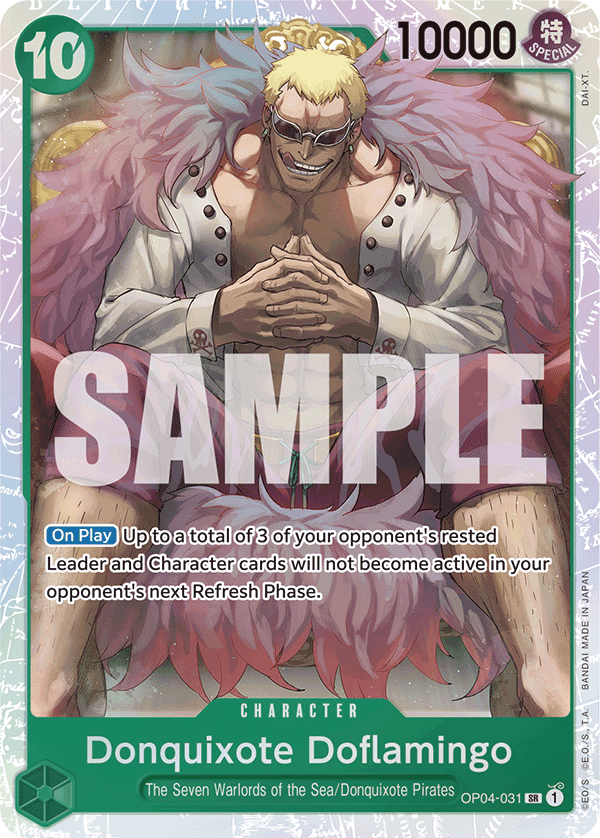 10
10000
特
SPECIAL
DAI-XT.
SAMPLE
On Play Up to a total of 3 of your opponent's rested
Leader and Character cards will not become active in your
opponent's next Refresh Phase.
CHARACTER
Donquixote Doflamingo
The Seven Warlords of the Sea/Donquixote Pirates
OP04-031 SR 1
©E.O/S ©E.O./S., T.A. BANDAI MADE IN JAPAN